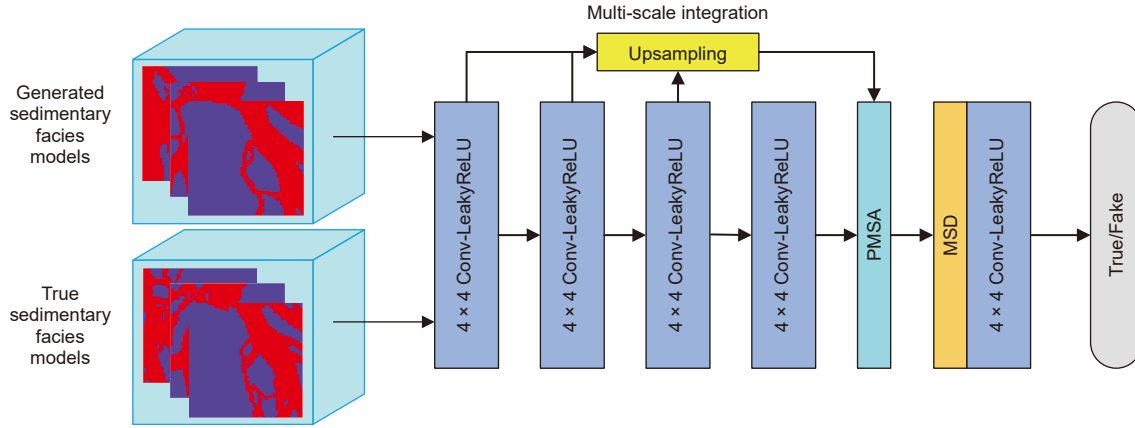 Multi-scale integration
Upsampling
Generated
sedimentary
facies
models
True
sedimentary
facies
models
4 × 4 Conv-LeakyReLU
4 × 4 Conv-LeakyReLU
4 × 4 Conv-LeakyReLU
4 × 4 Conv-LeakyReLU
PMSA
MSD
4 × 4 Conv-LeakyReLU
True/Fake